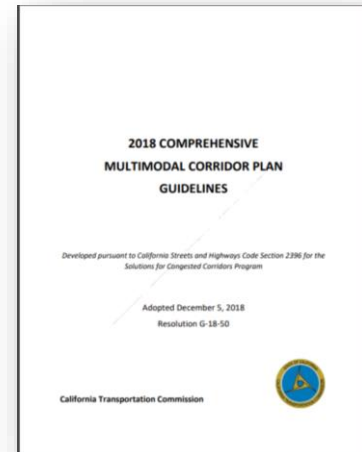 2018 COMPREHENSIVE
MULTIMODAL CORRIDOR PLAN
GUIDELINES
Developed pursuant to California Streets and Highways Code Section 2396 for the
Solutions for Congested Corridors Program
Adopted December 5, 2018
Resolution G-18-50
California Transportation Commission